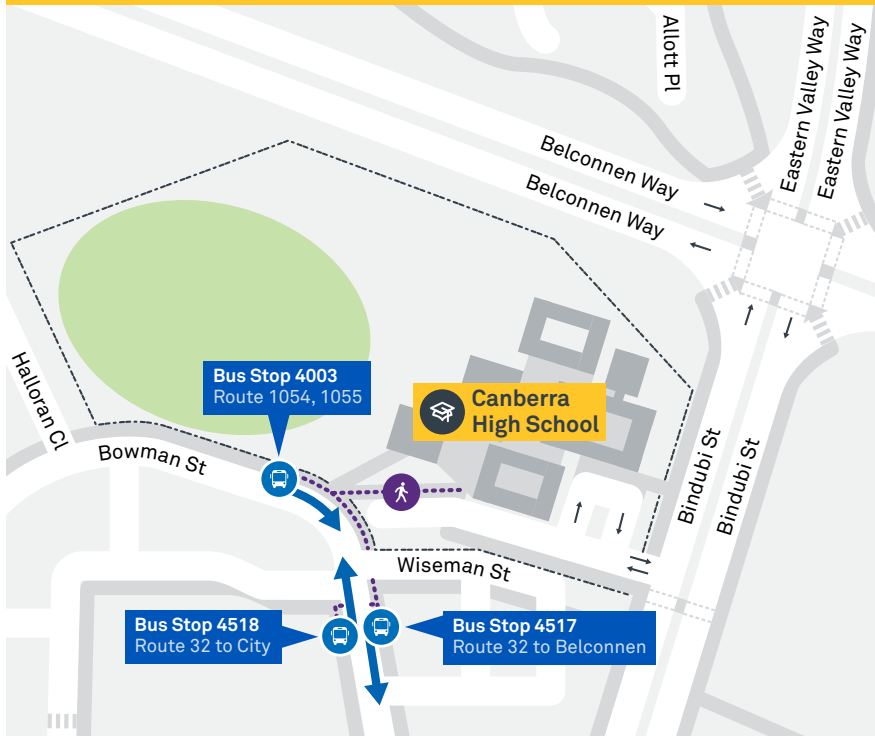 Allott Pl
Eastern Valley Way
Eastern Valley Way
Belconnen Way
Belconnen Way
Halloran Cl
Bus Stop 4003
Route 1054, 1055
Canberra
High School
Bowman St
Bindubi St
Bindubi St
Wiseman St
Bus Stop 4518
Route 32 to City
Bus Stop 4517
Route 32 to Belconnen